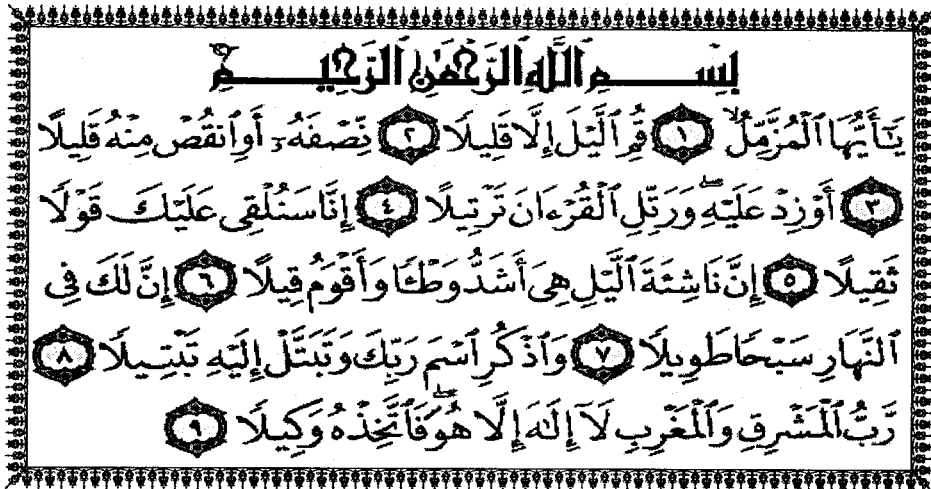 بِسْمِ ٱللَّهِ ٱلرَّحْمَٰنِ ٱلرَّحِيمِ
يَٰٓأَيُّهَا ٱلْمُزَّمِّلُ ١ قُمِ ٱلَّيْلَ إِلَّا قَلِيلًا ٢ نِّصْفَهُۥٓ أَوِ ٱنقُصْ مِنْهُ قَلِيلًا
٣ أَوْ زِدْ عَلَيْهِ وَرَتِّلِ ٱلْقُرْءَانَ تَرْتِيلًا ٤ إِنَّا سَنُلْقِى عَلَيْكَ قَوْلًا
ثَقِيلًا ٥ إِنَّ نَاشِئَةَ ٱلَّيْلِ هِىَ أَشَدُّ وَطْـًٔا وَأَقْوَمُ قِيلًا ٦ إِنَّ لَكَ فِى
ٱلنَّهَارِ سَبْحًا طَوِيلًا ٧ وَٱذْكُرِ ٱسْمَ رَبِّكَ وَتَبَتَّلْ إِلَيْهِ تَبْتِيلًا ٨
رَّبُّ ٱلْمَشْرِقِ وَٱلْمَغْرِبِ لَآ إِلَٰهَ إِلَّا هُوَ فَٱتَّخِذْهُ وَكِيلًا ٩